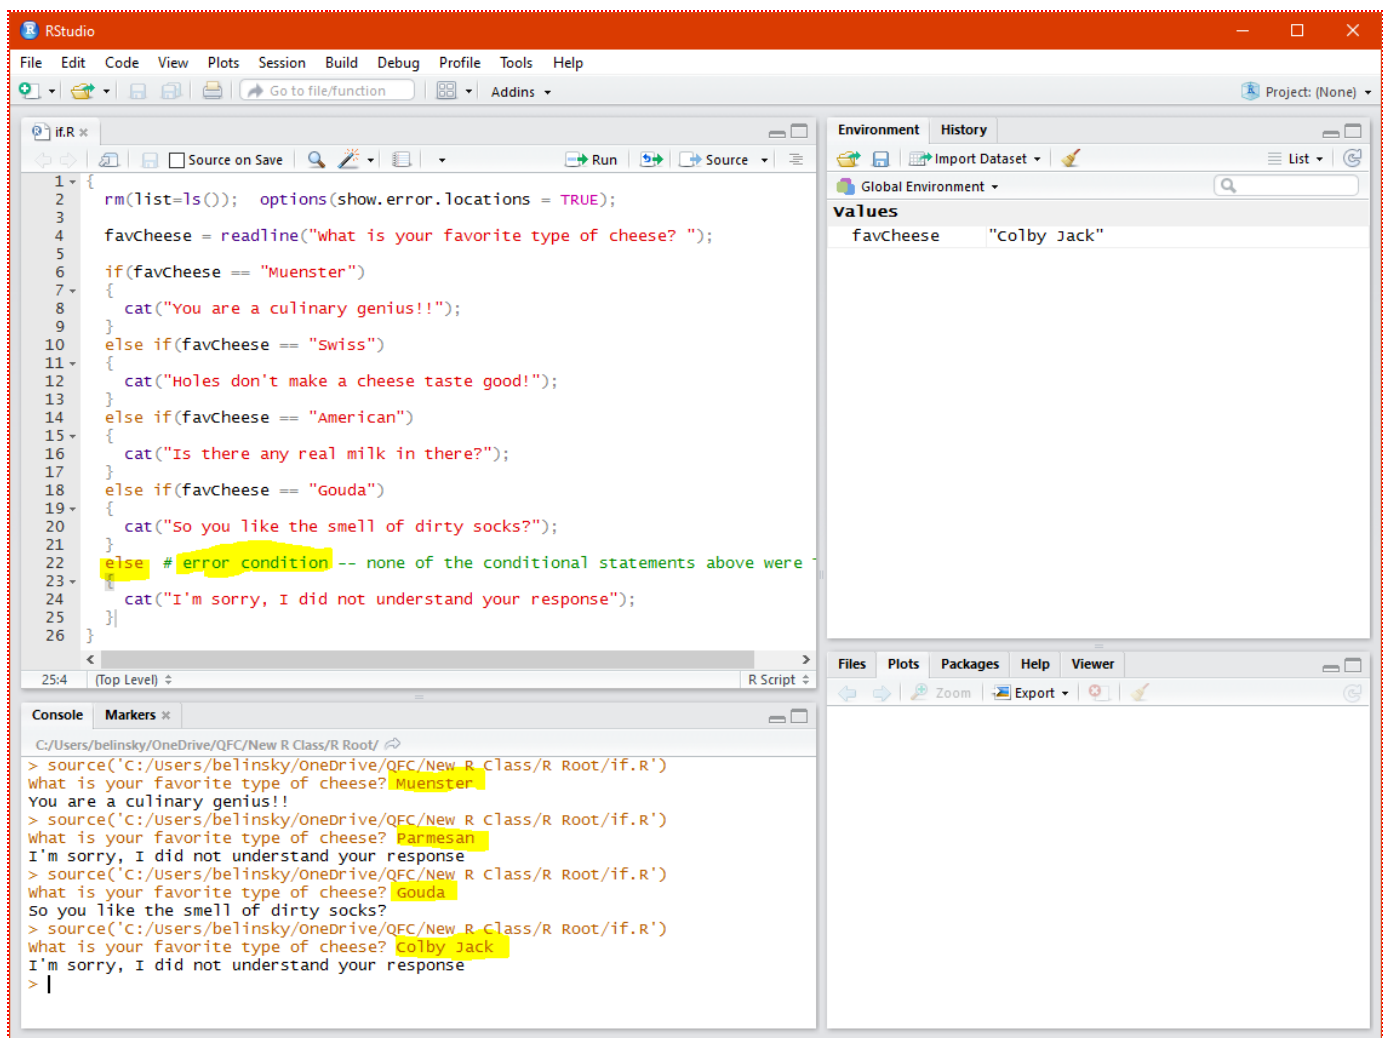 RStudio
File Edit Code View Plots Session Build Debug Profile Tools Help
Go to file/function Addins Project: (None)
if.R
Source on Save Run Source
1 {
2 rm(list=ls()); options(show.error.locations = TRUE);
3
4 favCheese = readline("What is your favorite type of cheese? ");
5
6 if(favCheese == "Muenster")
7 {
8 cat("You are a culinary genius!!");
9 }
10 else if(favCheese == "Swiss")
11 {
12 cat("Holes don't make a cheese taste good!");
13 }
14 else if(favCheese == "American")
15 {
16 cat("Is there any real milk in there?");
17 }
18 else if(favCheese == "Gouda")
19 {
20 cat("So you like the smell of dirty socks?");
21 }
22 else # error condition -- none of the conditional statements above were
23 {
24 cat("I'm sorry, I did not understand your response");
25 }
26 }
25:4 (Top Level) R Script
Console Markers
C:/Users/belinsky/OneDrive/QFC/New R Class/R Root/
> source('C:/Users/belinsky/OneDrive/QFC/New R Class/R Root/if.R')
What is your favorite type of cheese? Muenster
You are a culinary genius!!
> source('C:/Users/belinsky/OneDrive/QFC/New R Class/R Root/if.R')
What is your favorite type of cheese? Parmesan
I'm sorry, I did not understand your response
> source('C:/Users/belinsky/OneDrive/QFC/New R Class/R Root/if.R')
What is your favorite type of cheese? Gouda
So you like the smell of dirty socks?
> source('C:/Users/belinsky/OneDrive/QFC/New R Class/R Root/if.R')
What is your favorite type of cheese? Colby Jack
I'm sorry, I did not understand your response
>
Environment History
Import Dataset List
Global Environment
Values
favCheese "Colby Jack"
Files Plots Packages Help Viewer
Zoom Export